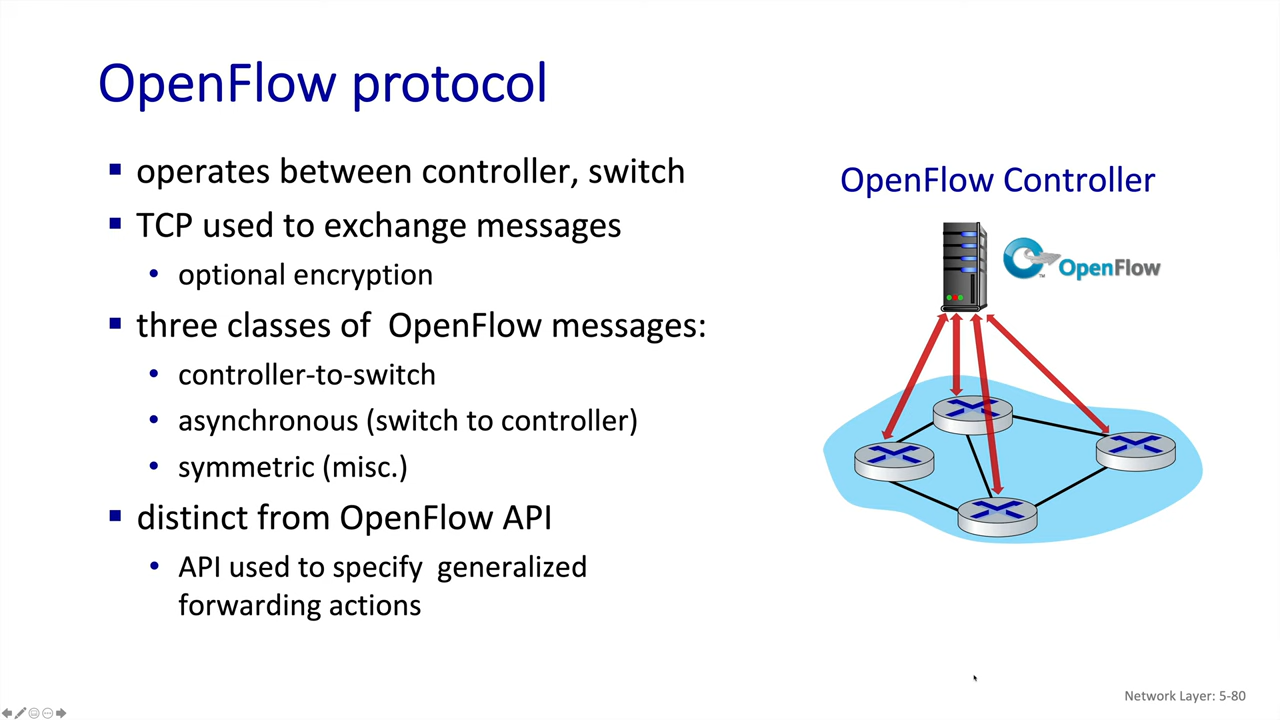 OpenFlow protocol
▪ operates between controller, switch
▪ TCP used to exchange messages
• optional encryption
▪ three classes of OpenFlow messages:
• controller-to-switch
• asynchronous (switch to controller)
• symmetric (misc.)
▪ distinct from OpenFlow API
• API used to specify generalized
forwarding actions
OpenFlow Controller
OpenFlow
TM
Network Layer: 5-80